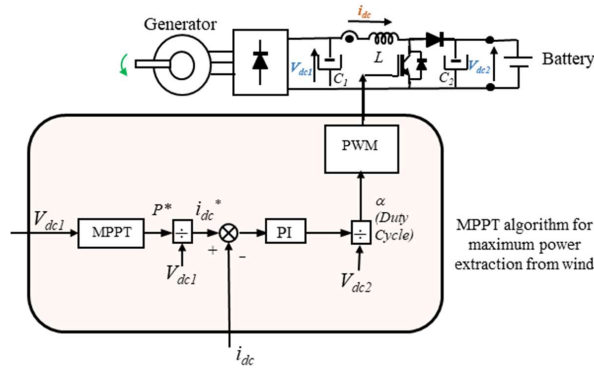 Generator
i_dc
L
V_dc1
C_1
C_2
V_dc2
Battery
PWM
α
(Duty
Cycle)
V_dc1
MPPT
P*
÷
i_dc*
+
−
PI
÷
V_dc1
V_dc2
i_dc
MPPT algorithm for
maximum power
extraction from wind